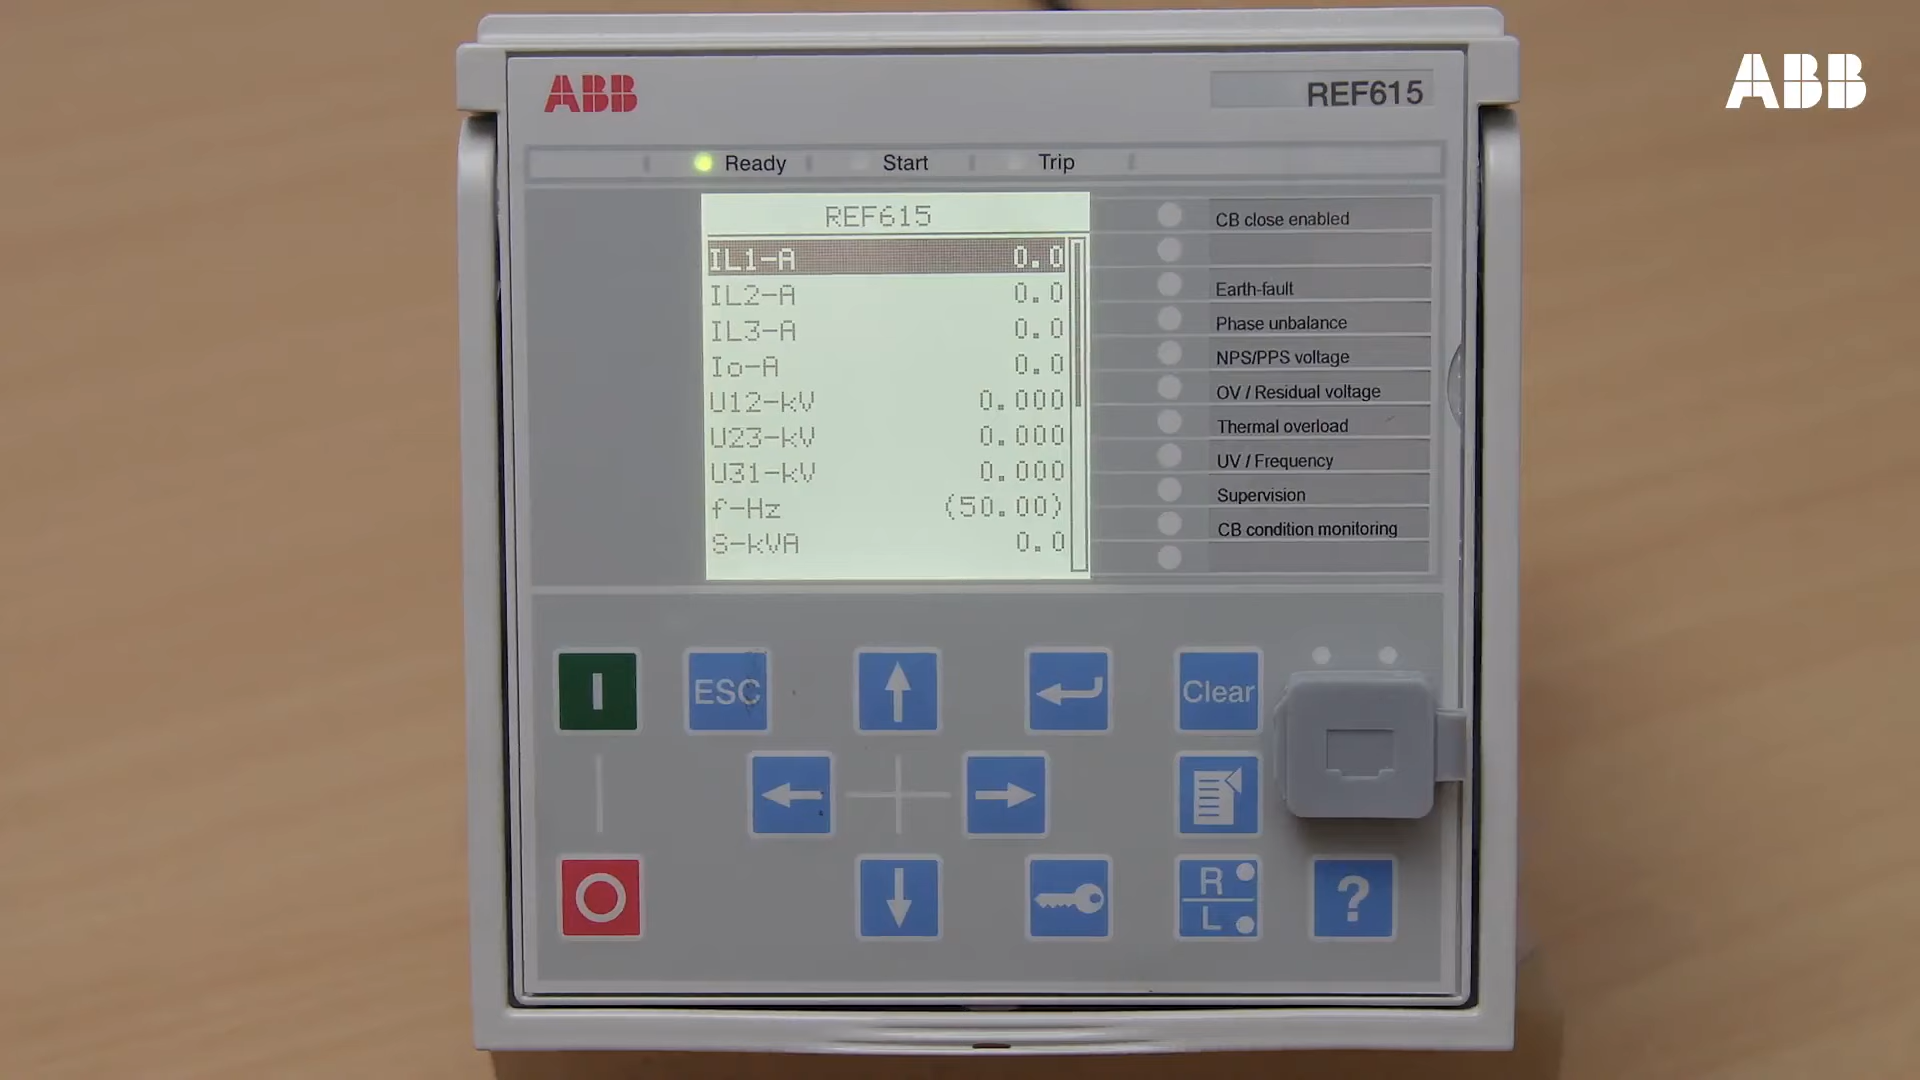 ABB
REF615
ABB
Ready Start Trip
REF615
IL1-A 0.0
IL2-A 0.0
IL3-A 0.0
Io-A 0.0
U12-kV 0.000
U23-kV 0.000
U31-kV 0.000
f-Hz (50.00)
S-kVA 0.0
CB close enabled
Earth-fault
Phase unbalance
NPS/PPS voltage
OV / Residual voltage
Thermal overload
UV / Frequency
Supervision
CB condition monitoring
I
ESC
Clear
R
L
O
?